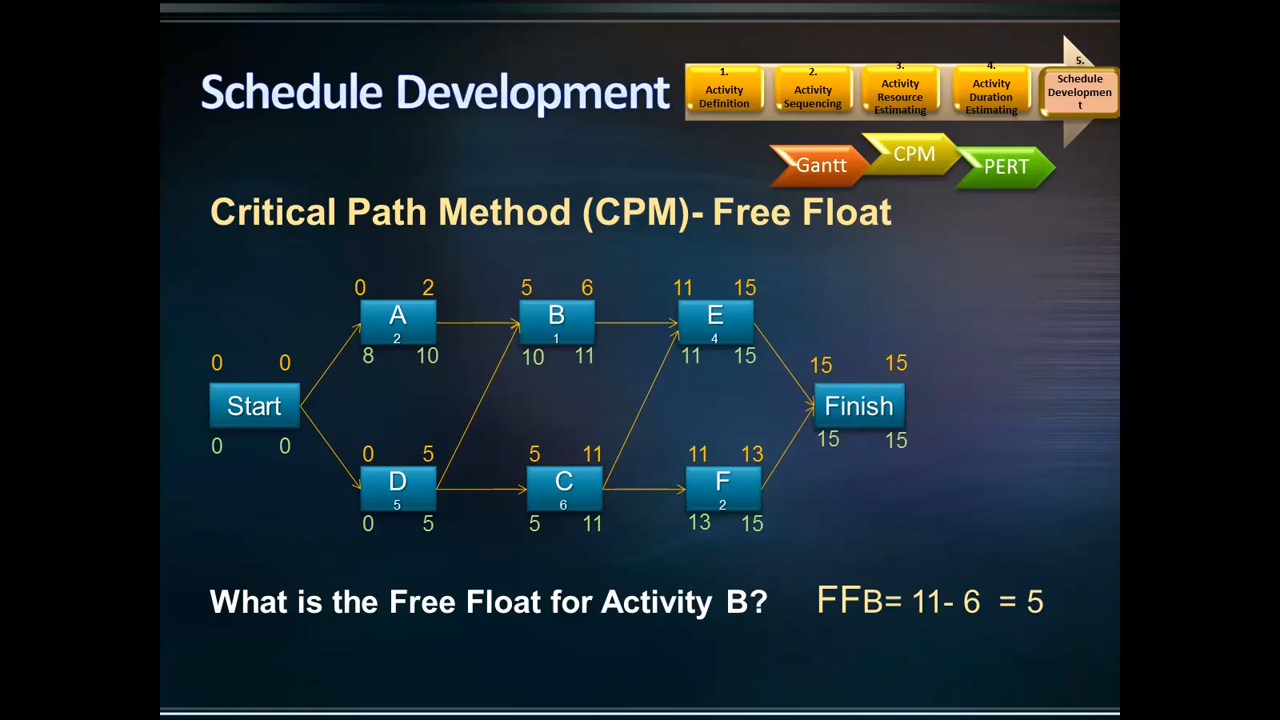 Schedule Development
1.
Activity
Definition
2.
Activity
Sequencing
3.
Activity
Resource
Estimating
4.
Activity
Duration
Estimating
5.
Schedule
Developmen
t
Gantt
CPM
PERT
Critical Path Method (CPM)- Free Float
0 2
A
2
8 10
5 6
B
1
10 11
11 15
E
4
11 15
0 0
Start
0 0
15 15
Finish
15 15
0 5
D
5
0 5
5 11
C
6
5 11
11 13
F
2
13 15
What is the Free Float for Activity B? FFB= 11- 6 = 5